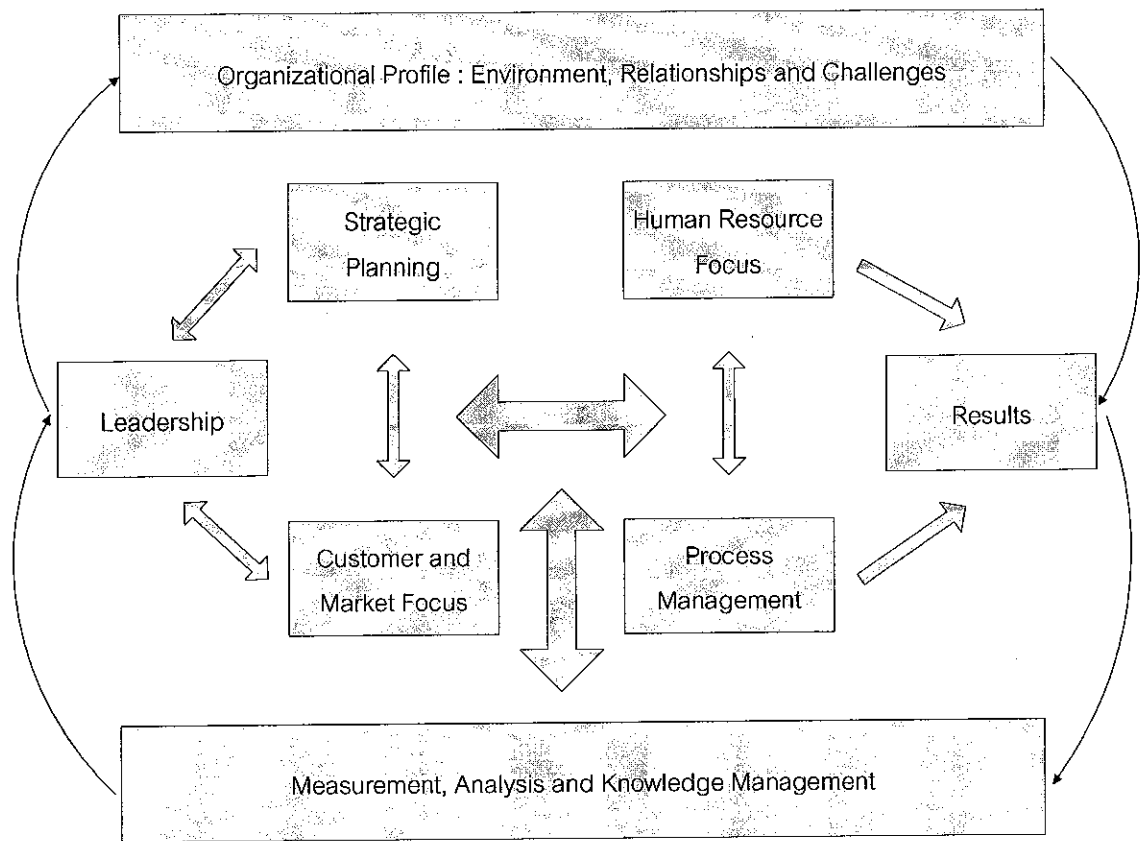 Organizational Profile : Environment, Relationships and Challenges
Strategic
Planning
Human Resource
Focus
Leadership
Results
Customer and
Market Focus
Process
Management
Measurement, Analysis and Knowledge Management